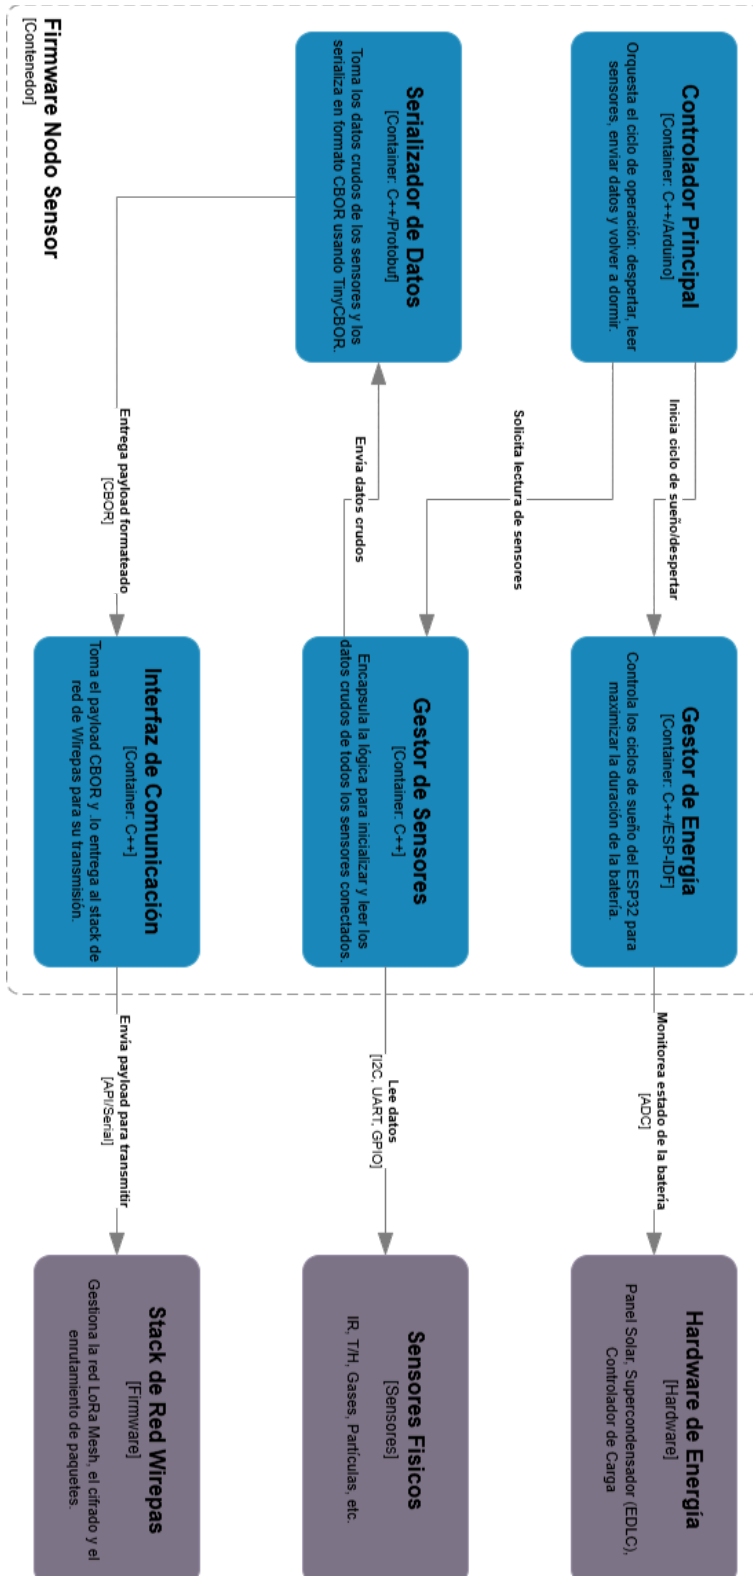 Controlador Principal
[Container: C++/Arduino]
Orquesta el ciclo de operación: despertar, leer
sensores, enviar datos y volver a dormir.
Inicia ciclo de sueño/despertar
Gestor de Energía
[Container: C++/ESP-IDF]
Controla los ciclos de sueño del ESP32 para
maximizar la duración de la batería.
Monitorea estado de la batería
[ADC]
Hardware de Energía
[Hardware]
Panel Solar, Supercondensador (EDLC),
Controlador de Carga
Solicita lectura de sensores
Serializador de Datos
[Container: C++/Protobuf]
Toma los datos crudos de los sensores y los
serializa en formato CBOR usando TinyCBOR.
Envía datos crudos
Gestor de Sensores
[Container: C++]
Encapsula la lógica para inicializar y leer los
datos crudos de todos los sensores conectados.
Lee datos
[I2C, UART, GPIO]
Sensores Fisicos
[Sensores]
IR, T/H, Gases, Partículas, etc.
Entrega payload formateado
[CBOR]
Interfaz de Comunicación
[Container: C++]
Toma el payload CBOR y .lo entrega al stack de
red de Wirepas para su transmisión.
Envía payload para transmitir
[API/Serial]
Stack de Red Wirepas
[Firmware]
Gestiona la red LoRa Mesh, el cifrado y el
enrutamiento de paquetes.
Firmware Nodo Sensor
[Contenedor]